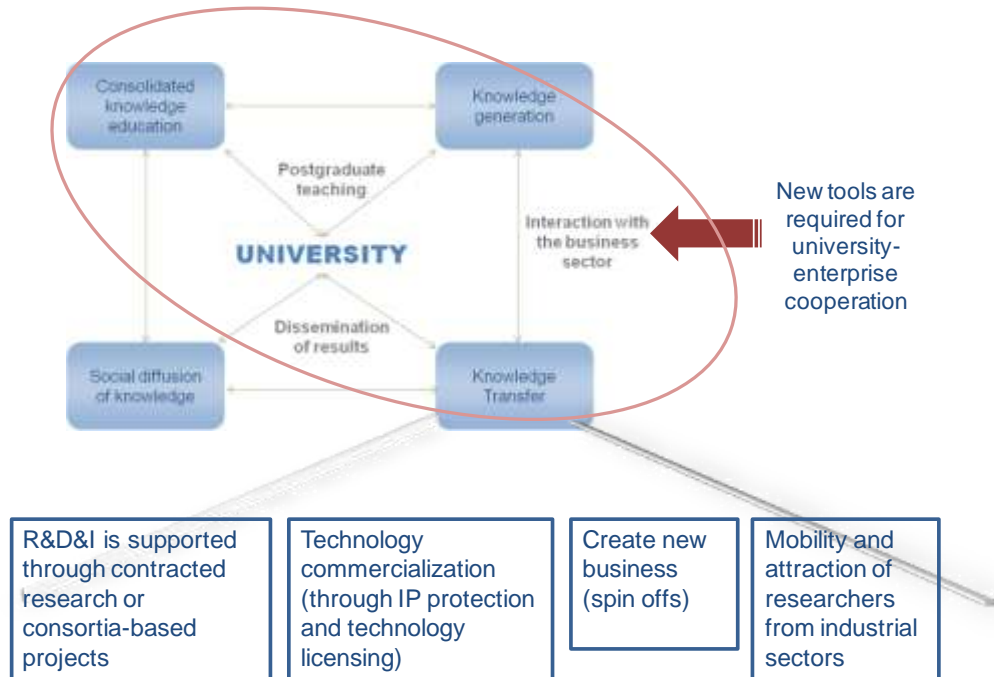 Consolidated
knowledge
education
Knowledge
generation
Postgraduate
teaching
Interaction with
the business
sector
New tools are
required for
university-
enterprise
cooperation
UNIVERSITY
Dissemination
of results
Social diffusion
of knowledge
Knowledge
Transfer
R&D&I is supported
through contracted
research or
consortia-based
projects
Technology
commercialization
(through IP protection
and technology
licensing)
Create new
business
(spin offs)
Mobility and
attraction of
researchers
from industrial
sectors